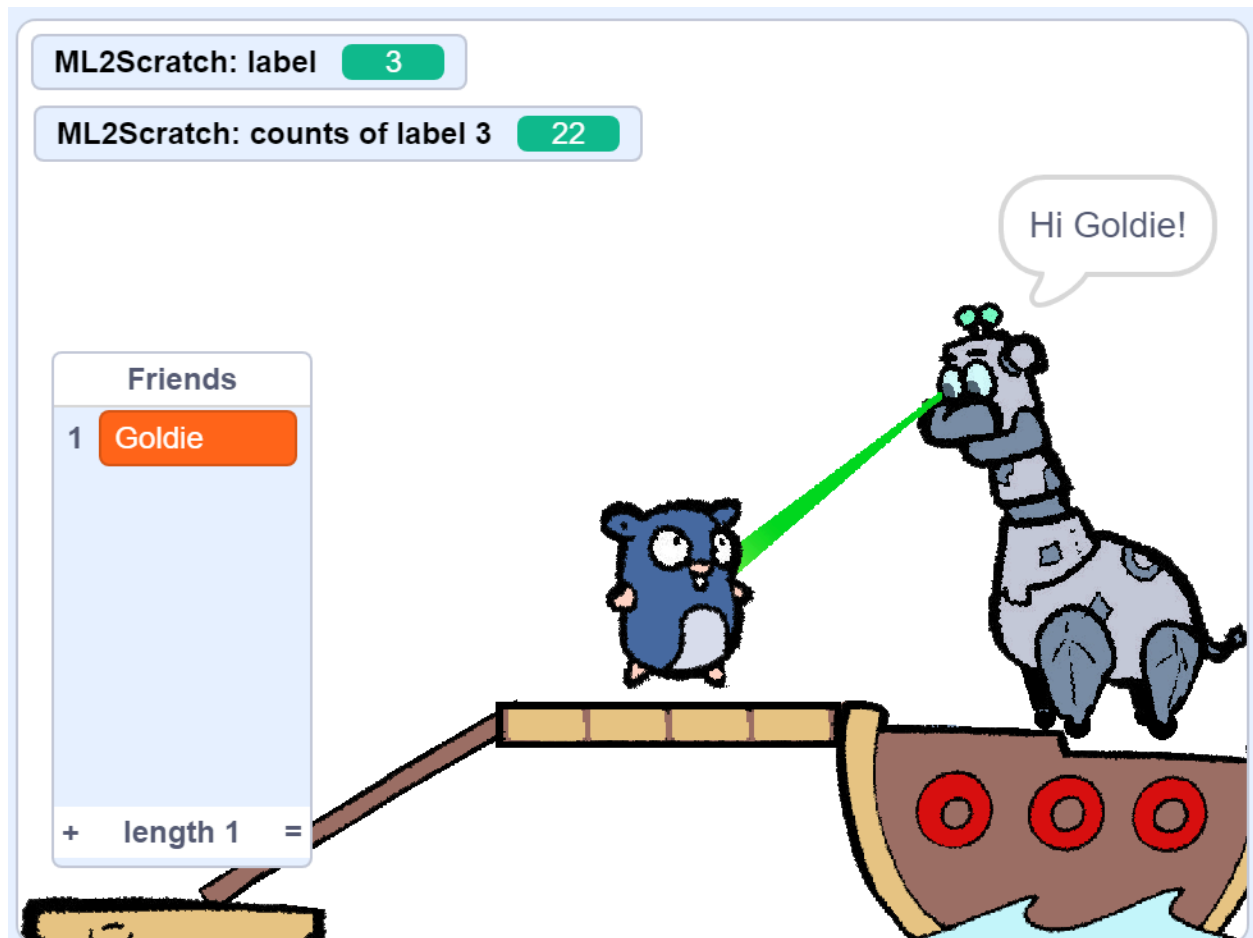 ML2Scratch: label 3
ML2Scratch: counts of label 3 22
Hi Goldie!
Friends
1 Goldie
+ length 1 =